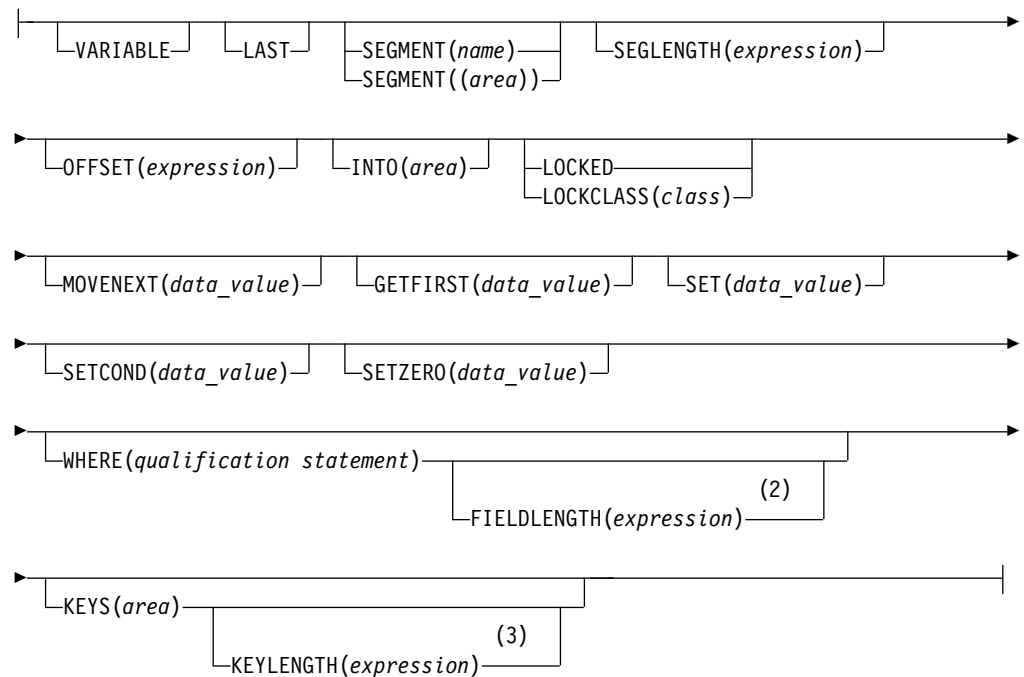 VARIABLE LAST SEGMENT(name) SEGLENGTH(expression)
SEGMENT((area))
OFFSET(expression) INTO(area) LOCKED
LOCKCLASS(class)
MOVENEXT(data_value) GETFIRST(data_value) SET(data_value)
SETCOND(data_value) SETZERO(data_value)
WHERE(qualification statement)
(2)
FIELDLENGTH(expression)
KEYS(area)
(3)
KEYLENGTH(expression)